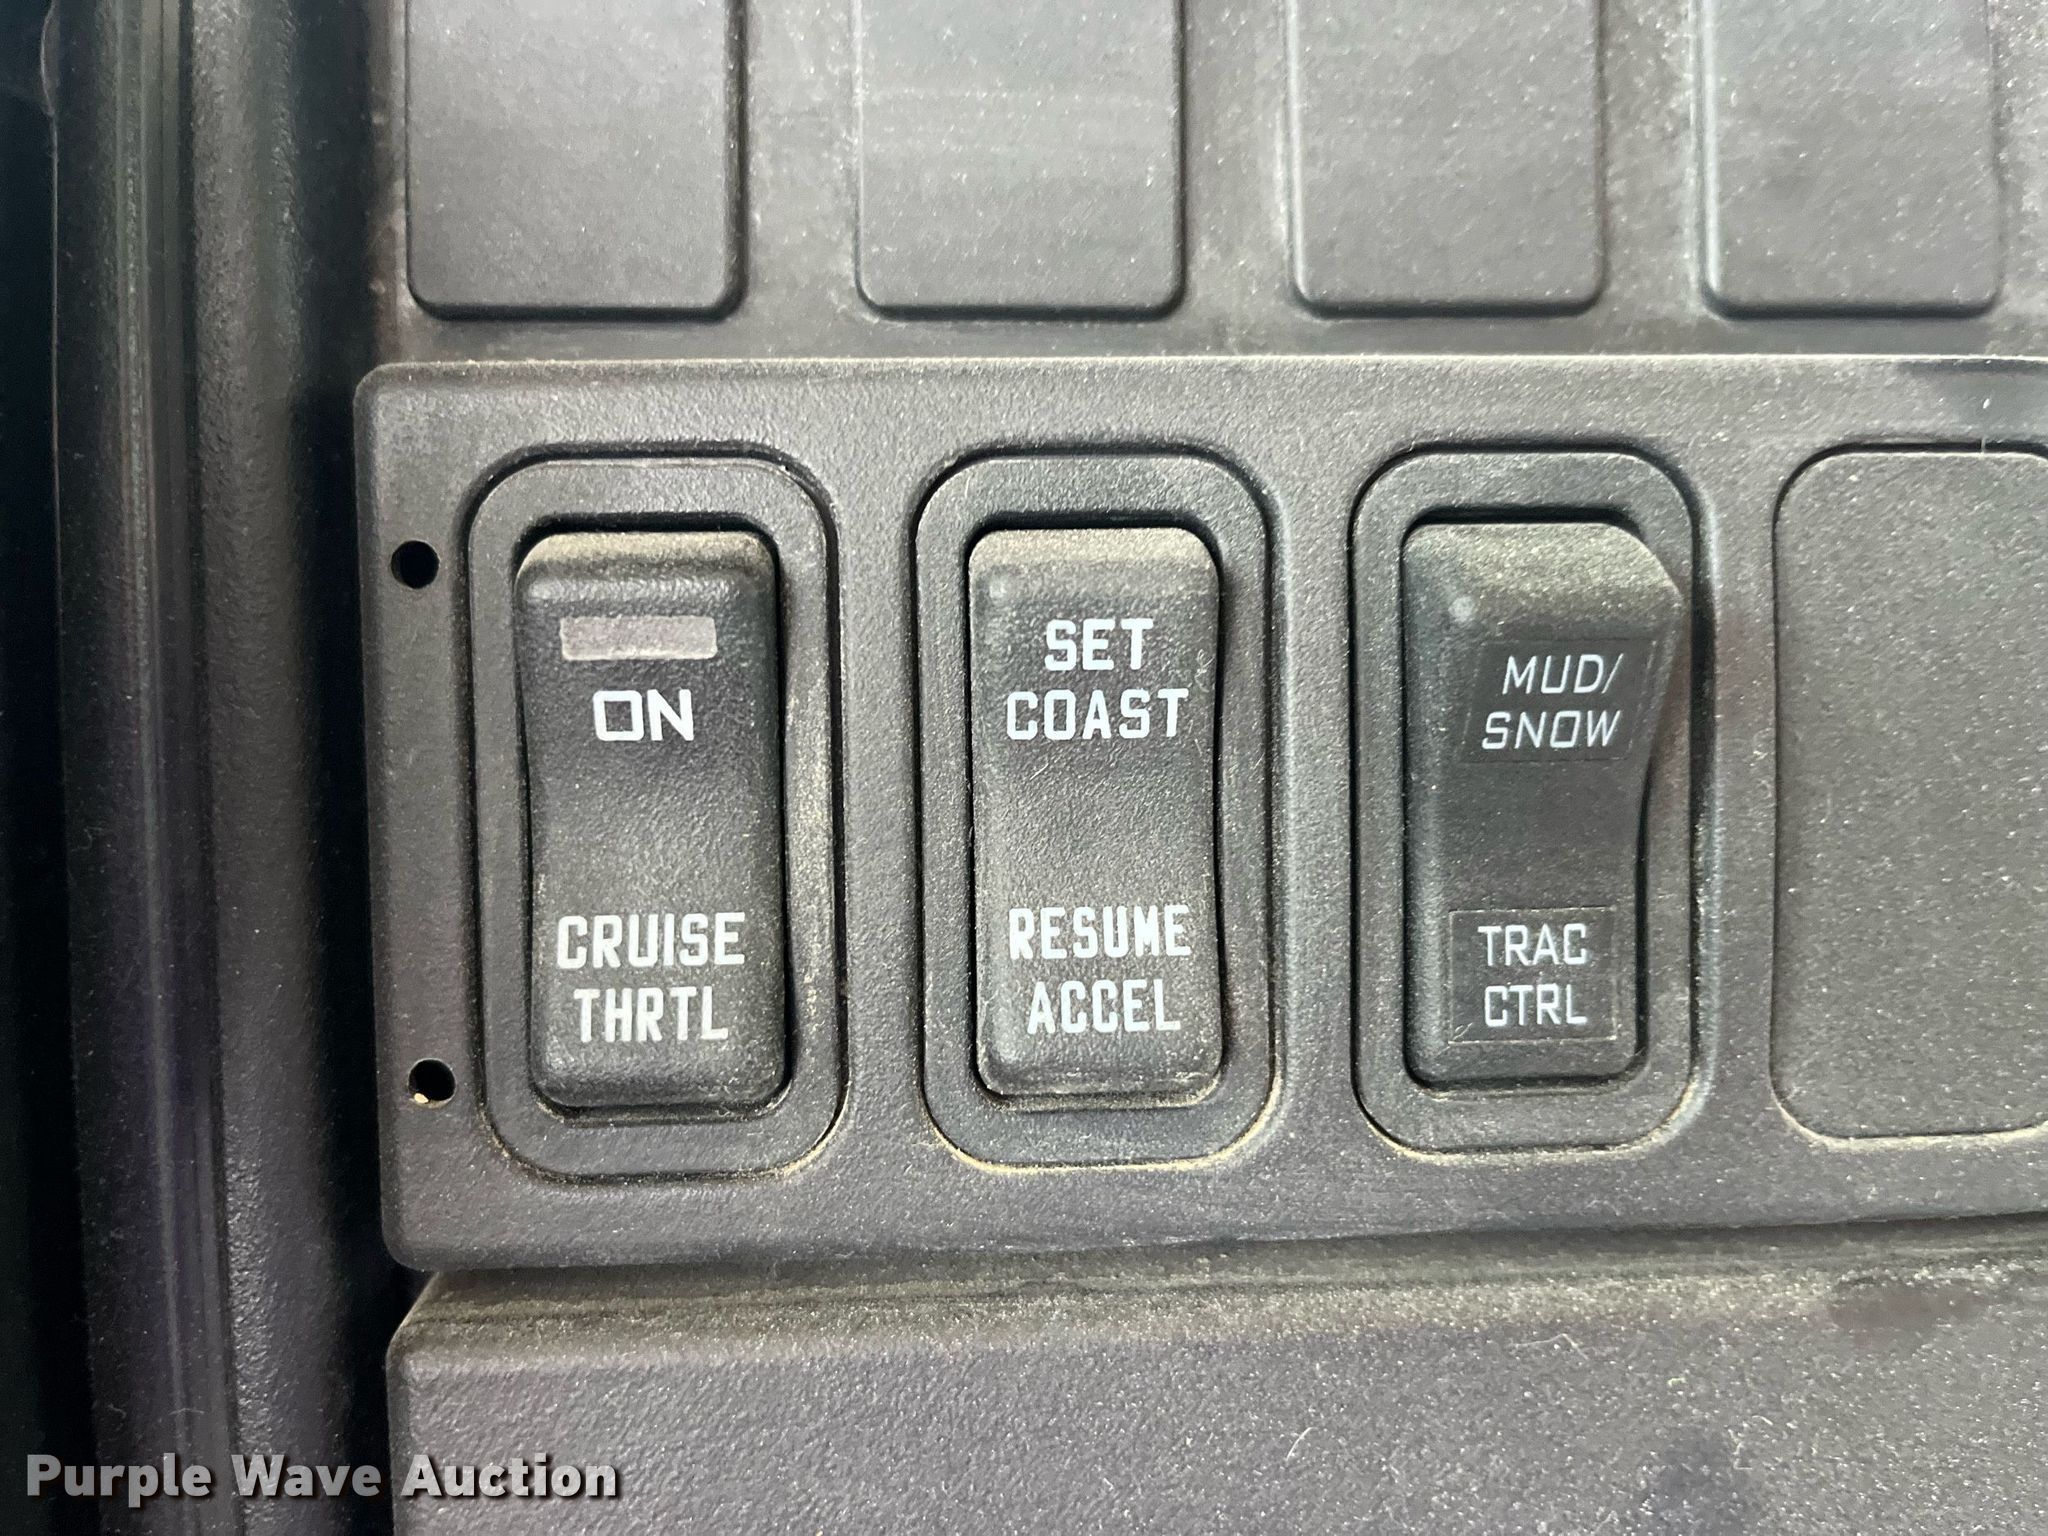 ON
CRUISE
THRTL
SET
COAST
RESUME
ACCEL
MUD/
SNOW
TRAC
CTRL
Purple Wave Auction